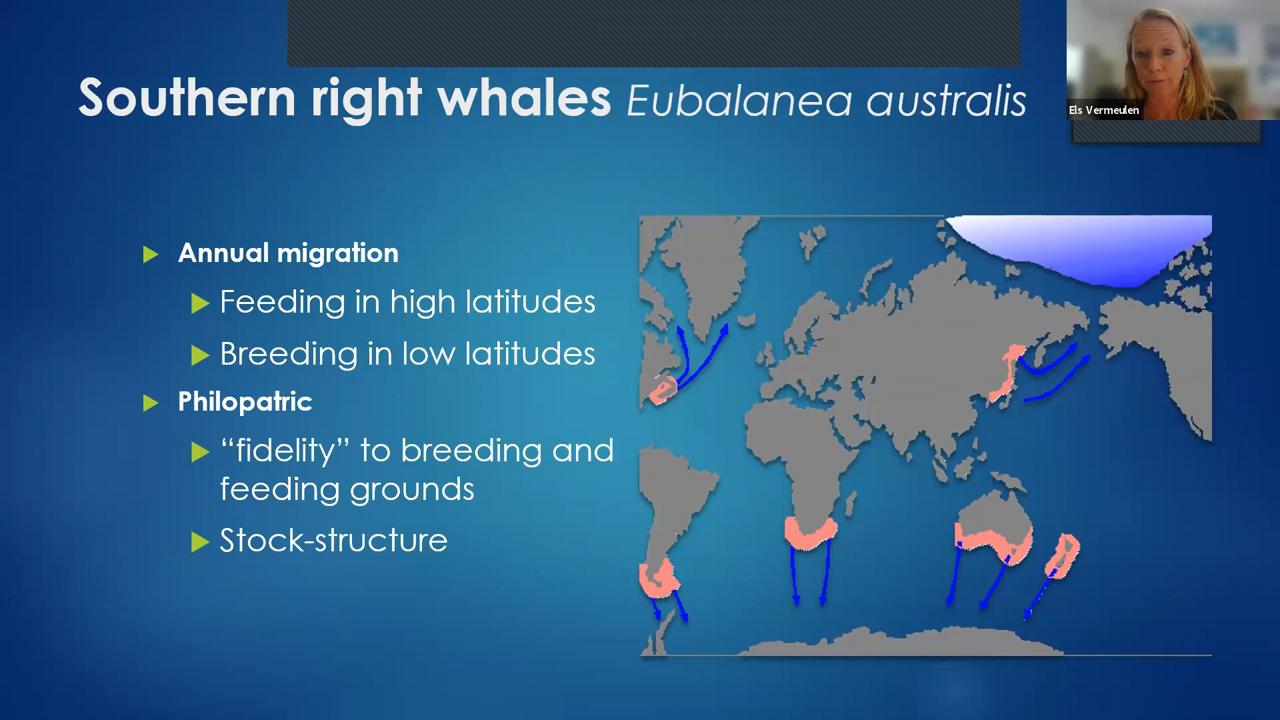 Southern right whales Eubalanea australis
Els Vermeulen
Annual migration
Feeding in high latitudes
Breeding in low latitudes
Philopatric
“fidelity” to breeding and
feeding grounds
Stock-structure